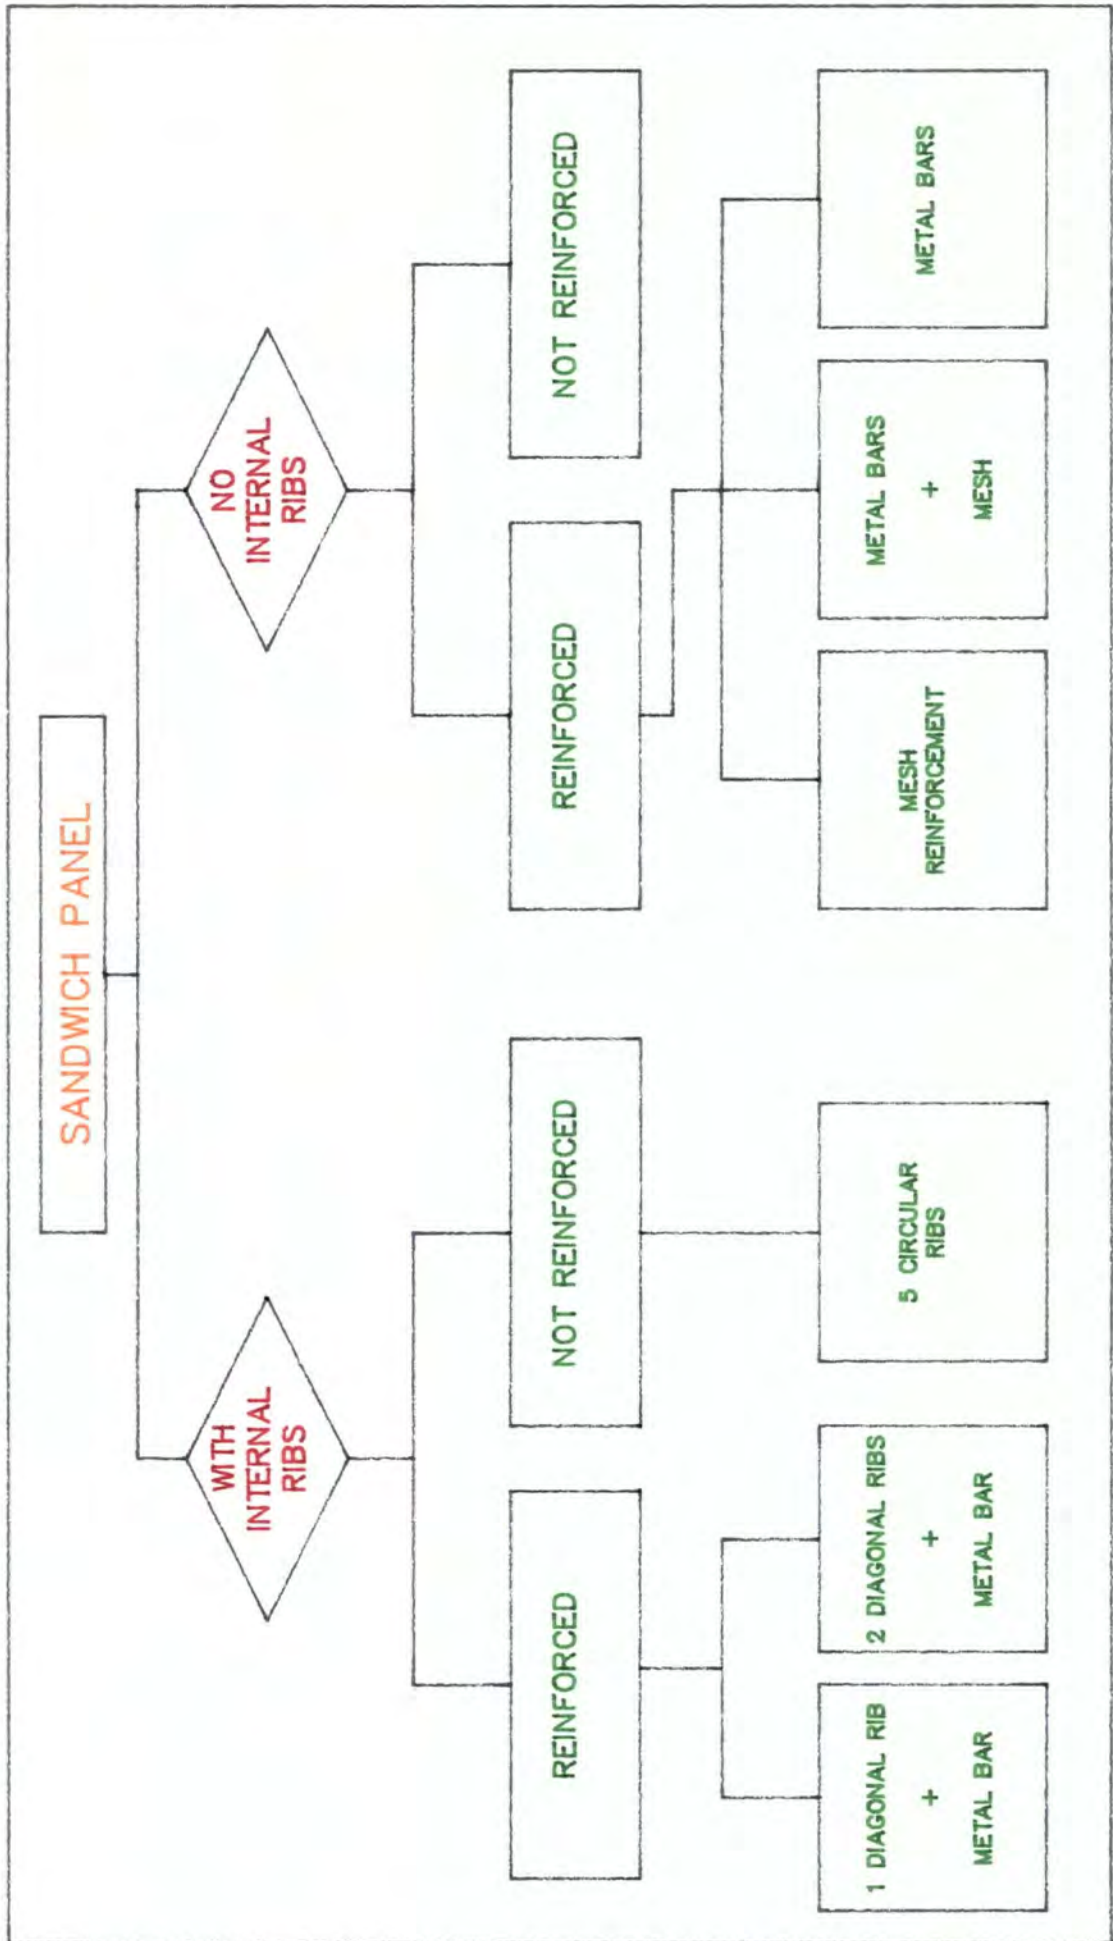 SANDWICH PANEL
WITH
INTERNAL
RIBS
NO
INTERNAL
RIBS
REINFORCED
NOT REINFORCED
REINFORCED
NOT REINFORCED
1 DIAGONAL RIB
+
METAL BAR
2 DIAGONAL RIBS
+
METAL BAR
5 CIRCULAR
RIBS
MESH
REINFORCEMENT
METAL BARS
+
MESH
METAL BARS